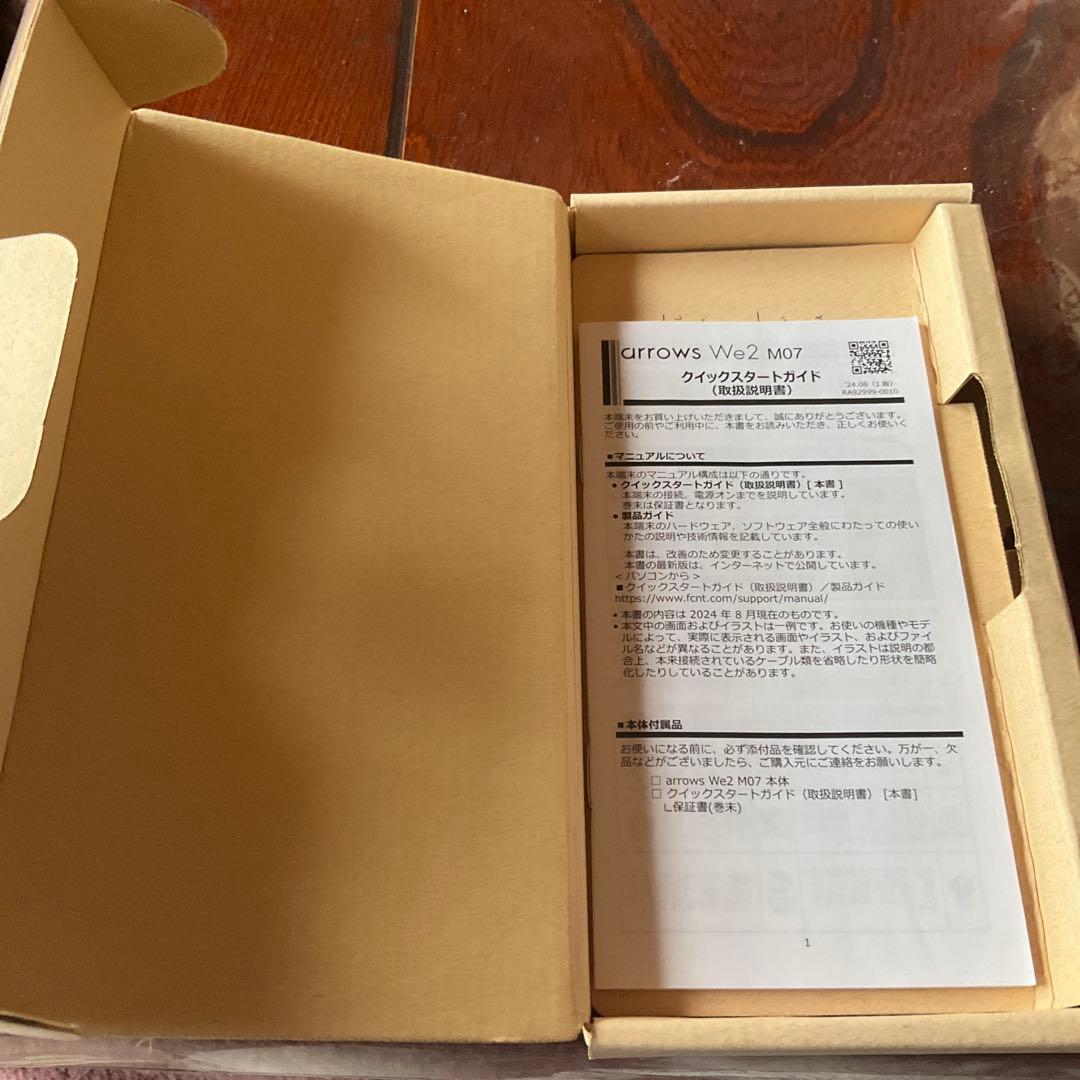 arrows We2 M07
クイックスタートガイド
（取扱説明書）
'24.08（1版）
RA92999-0010
本端末をお買い上げいただきまして、誠にありがとうございます。
ご使用の前やご利用中に、本書をお読みいただき、正しくお使いく
ださい。
■マニュアルについて
本端末のマニュアル構成は以下の通りです。
• クイックスタートガイド（取扱説明書）[ 本書 ]
本端末の接続、電源オンまでを説明しています。
巻末は保証書となります。
• 製品ガイド
本端末のハードウェア、ソフトウェア全般にわたっての使い
かたの説明や技術情報を記載しています。
本書は、改善のため変更することがあります。
本書の最新版は、インターネットで公開しています。
< パソコンから >
■クイックスタートガイド（取扱説明書）／製品ガイド
https://www.fcnt.com/support/manual/
• 本書の内容は 2024 年 8 月現在のものです。
• 本文中の画面およびイラストは一例です。お使いの機種やモデ
ルによって、実際に表示される画面やイラスト、およびファイ
ル名などが異なることがあります。また、イラストは説明の都
合上、本来接続されているケーブル類を省略したり形状を簡略
化したりしていることがあります。
■本体付属品
お使いになる前に、必ず添付品を確認してください。万が一、欠
品などがございましたら、ご購入元にご連絡をお願いします。
□ arrows We2 M07 本体
□ クイックスタートガイド（取扱説明書） [本書]
∟保証書(巻末)
1